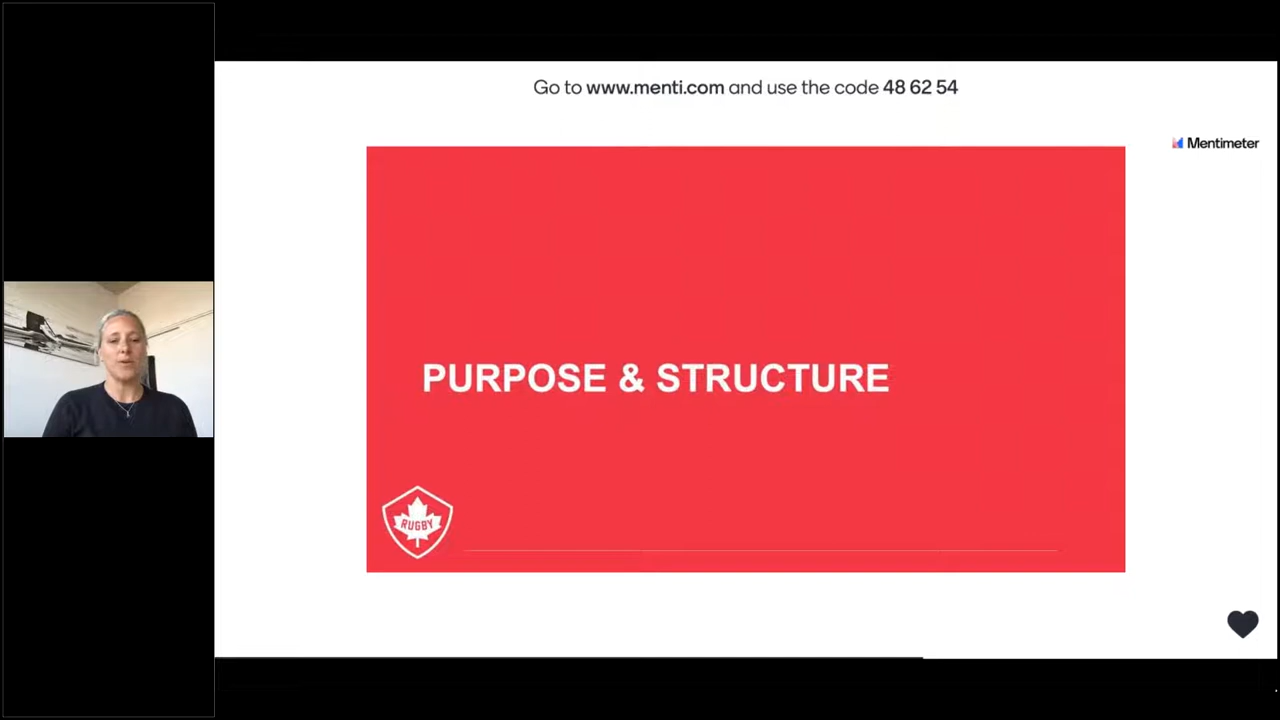 Go to www.menti.com and use the code 48 62 54
Mentimeter
PURPOSE & STRUCTURE
RUGBY